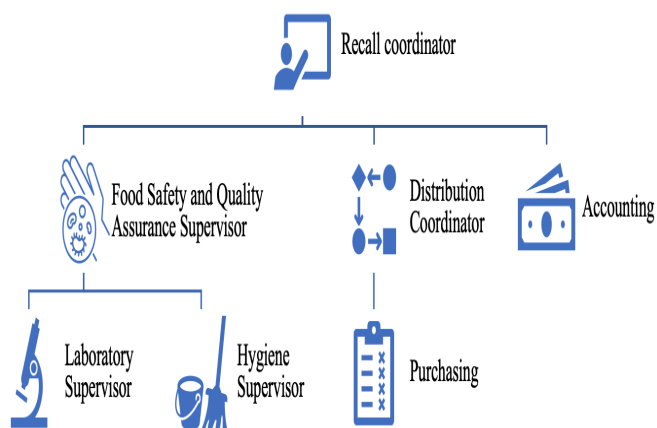 Recall coordinator
Food Safety and Quality
Assurance Supervisor
Distribution
Coordinator
Accounting
Laboratory
Supervisor
Hygiene
Supervisor
Purchasing